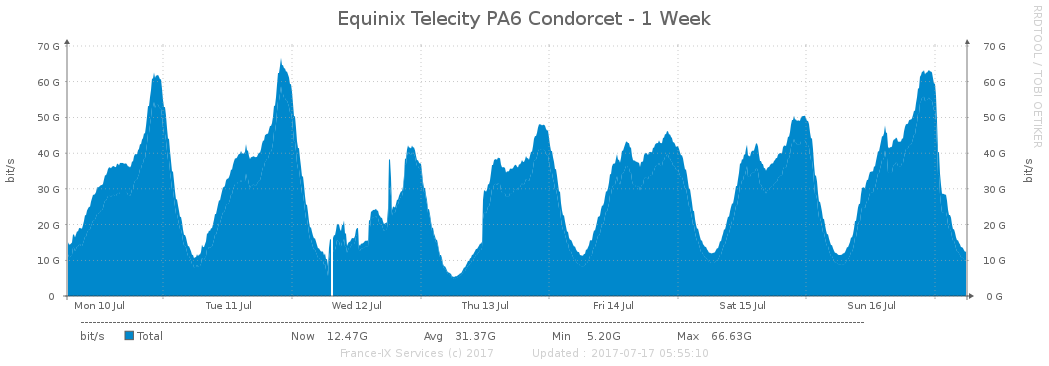 Equinix Telecity PA6 Condorcet - 1 Week
RRDTOOL / TOBI OETIKER
bit/s
70 G
60 G
50 G
40 G
30 G
20 G
10 G
0
70 G
60 G
50 G
40 G
30 G
20 G
10 G
0 G
bit/s
Mon 10 Jul Tue 11 Jul Wed 12 Jul Thu 13 Jul Fri 14 Jul Sat 15 Jul Sun 16 Jul
bit/s Total Now 12.47G Avg 31.37G Min 5.20G Max 66.63G
France-IX Services (c) 2017 Updated : 2017-07-17 05:55:10